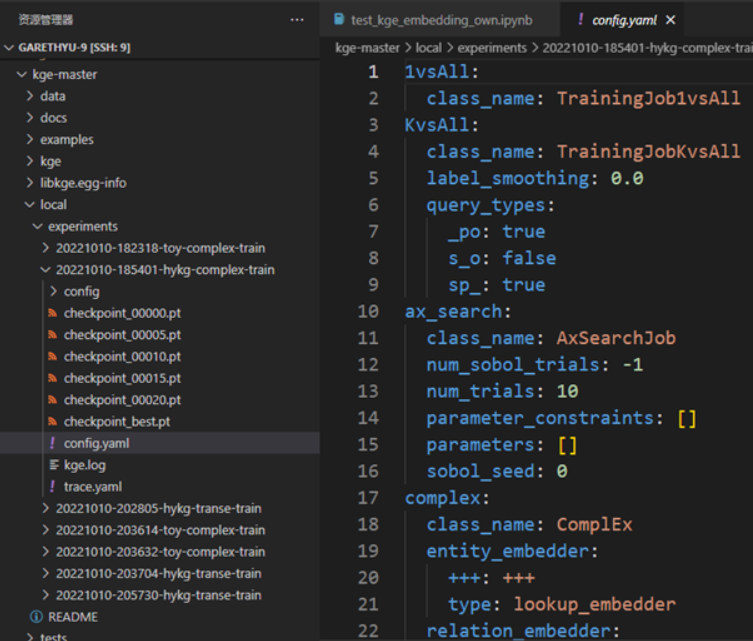 资源管理器
···
GARETHYU-9 [SSH: 9]
kge-master
data
docs
examples
kge
libkge.egg-info
local
experiments
20221010-182318-toy-complex-train
20221010-185401-hykg-complex-train
config
checkpoint_00000.pt
checkpoint_00005.pt
checkpoint_00010.pt
checkpoint_00015.pt
checkpoint_00020.pt
checkpoint_best.pt
! config.yaml
kge.log
! trace.yaml
20221010-202805-hykg-transe-train
20221010-203614-toy-complex-train
20221010-203632-toy-complex-train
20221010-203704-hykg-transe-train
20221010-205730-hykg-transe-train
README
tests
test_kge_embedding_own.ipynb
! config.yaml ×
kge-master > local > experiments > 20221010-185401-hykg-complex-trai
1 1vsAll:
2 class_name: TrainingJob1vsAll
3 KvsAll:
4 class_name: TrainingJobKvsAll
5 label_smoothing: 0.0
6 query_types:
7 _po: true
8 s_o: false
9 sp_: true
10 ax_search:
11 class_name: AxSearchJob
12 num_sobol_trials: -1
13 num_trials: 10
14 parameter_constraints: []
15 parameters: []
16 sobol_seed: 0
17 complex:
18 class_name: ComplEx
19 entity_embedder:
20 +++: +++
21 type: lookup_embedder
22 relation_embedder: